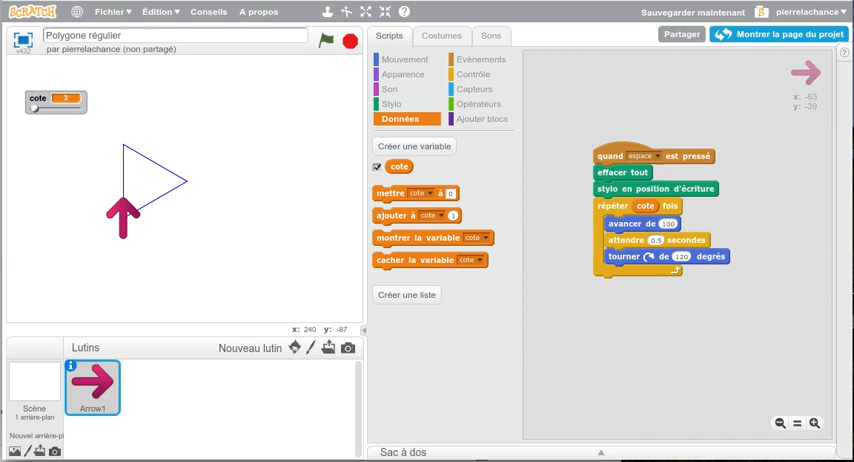 SCRATCH Fichier Édition Conseils A propos Sauvegarder maintenant pierrelachance
v432 Polygone régulier
par pierrelachance (non partagé)
Scripts Costumes Sons Partager Montrer la page du projet
cote 3
x: 240 y: -87
Mouvement Evènements
Apparence Contrôle
Son Capteurs
Stylo Opérateurs
Données Ajouter blocs
Créer une variable
cote
mettre cote à 0
ajouter à cote 1
montrer la variable cote
cacher la variable cote
Créer une liste
x: -83
y: -39
quand espace est pressé
effacer tout
stylo en position d'écriture
répéter cote fois
avancer de 100
attendre 0.5 secondes
tourner de 120 degrés
Lutins Nouveau lutin
Scène
1 arrière-plan
Nouvel arrière-pl
Arrow1
Sac à dos